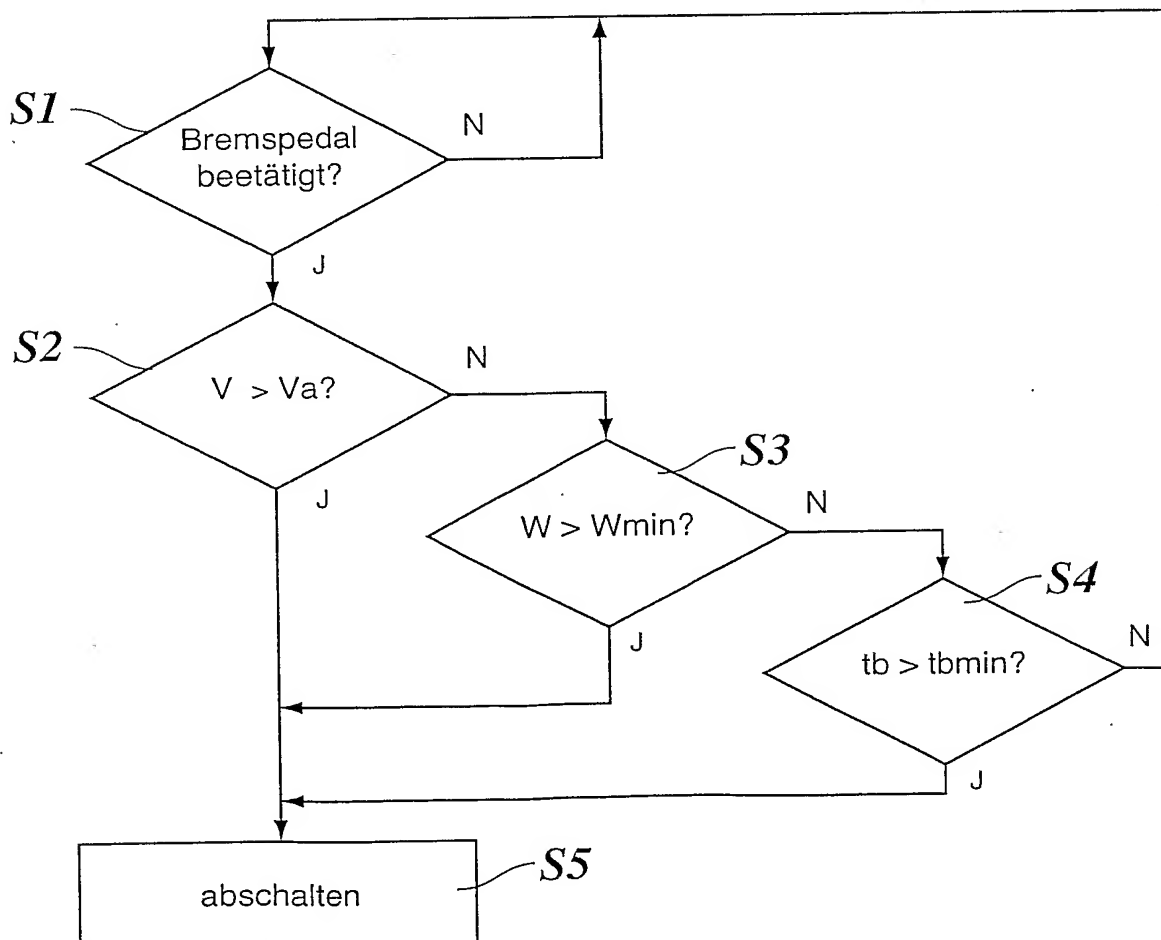 S1
Bremspedal
beetätigt?
N
J
S2
V > Va?
N
J
S3
W > Wmin?
N
J
S4
tb > tbmin?
N
J
abschalten
S5